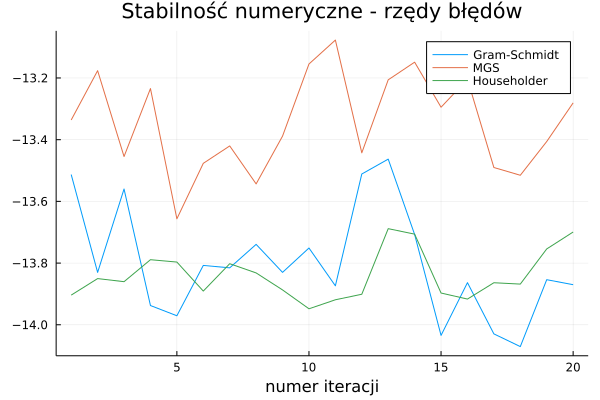 Stabilność numeryczne - rzędy błędów
Gram-Schmidt
MGS
Householder
−13.2
−13.4
−13.6
−13.8
−14.0
5
10
15
20
numer iteracji